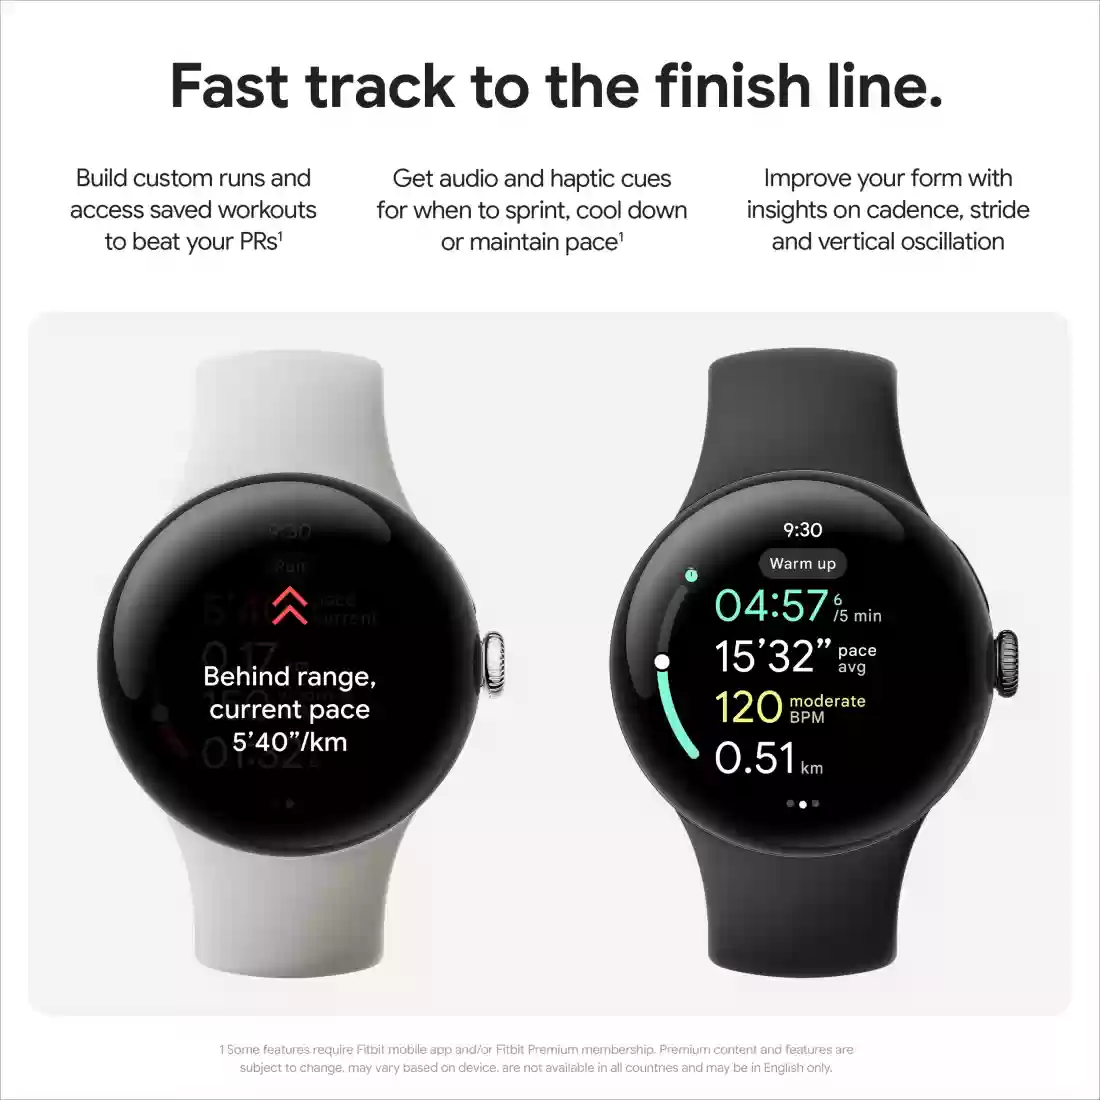 Fast track to the finish line.
Build custom runs and
access saved workouts
to beat your PRs¹
Get audio and haptic cues
for when to sprint, cool down
or maintain pace¹
Improve your form with
insights on cadence, stride
and vertical oscillation
9:30
Run
Behind range,
current pace
5'40"/km
9:30
Warm up
04:57 6 /5 min
15'32" pace avg
120 moderate BPM
0.51 km
1 Some features require Fitbit mobile app and/or Fitbit Premium membership. Premium content and features are
subject to change, may vary based on device, are not available in all countries and may be in English only.